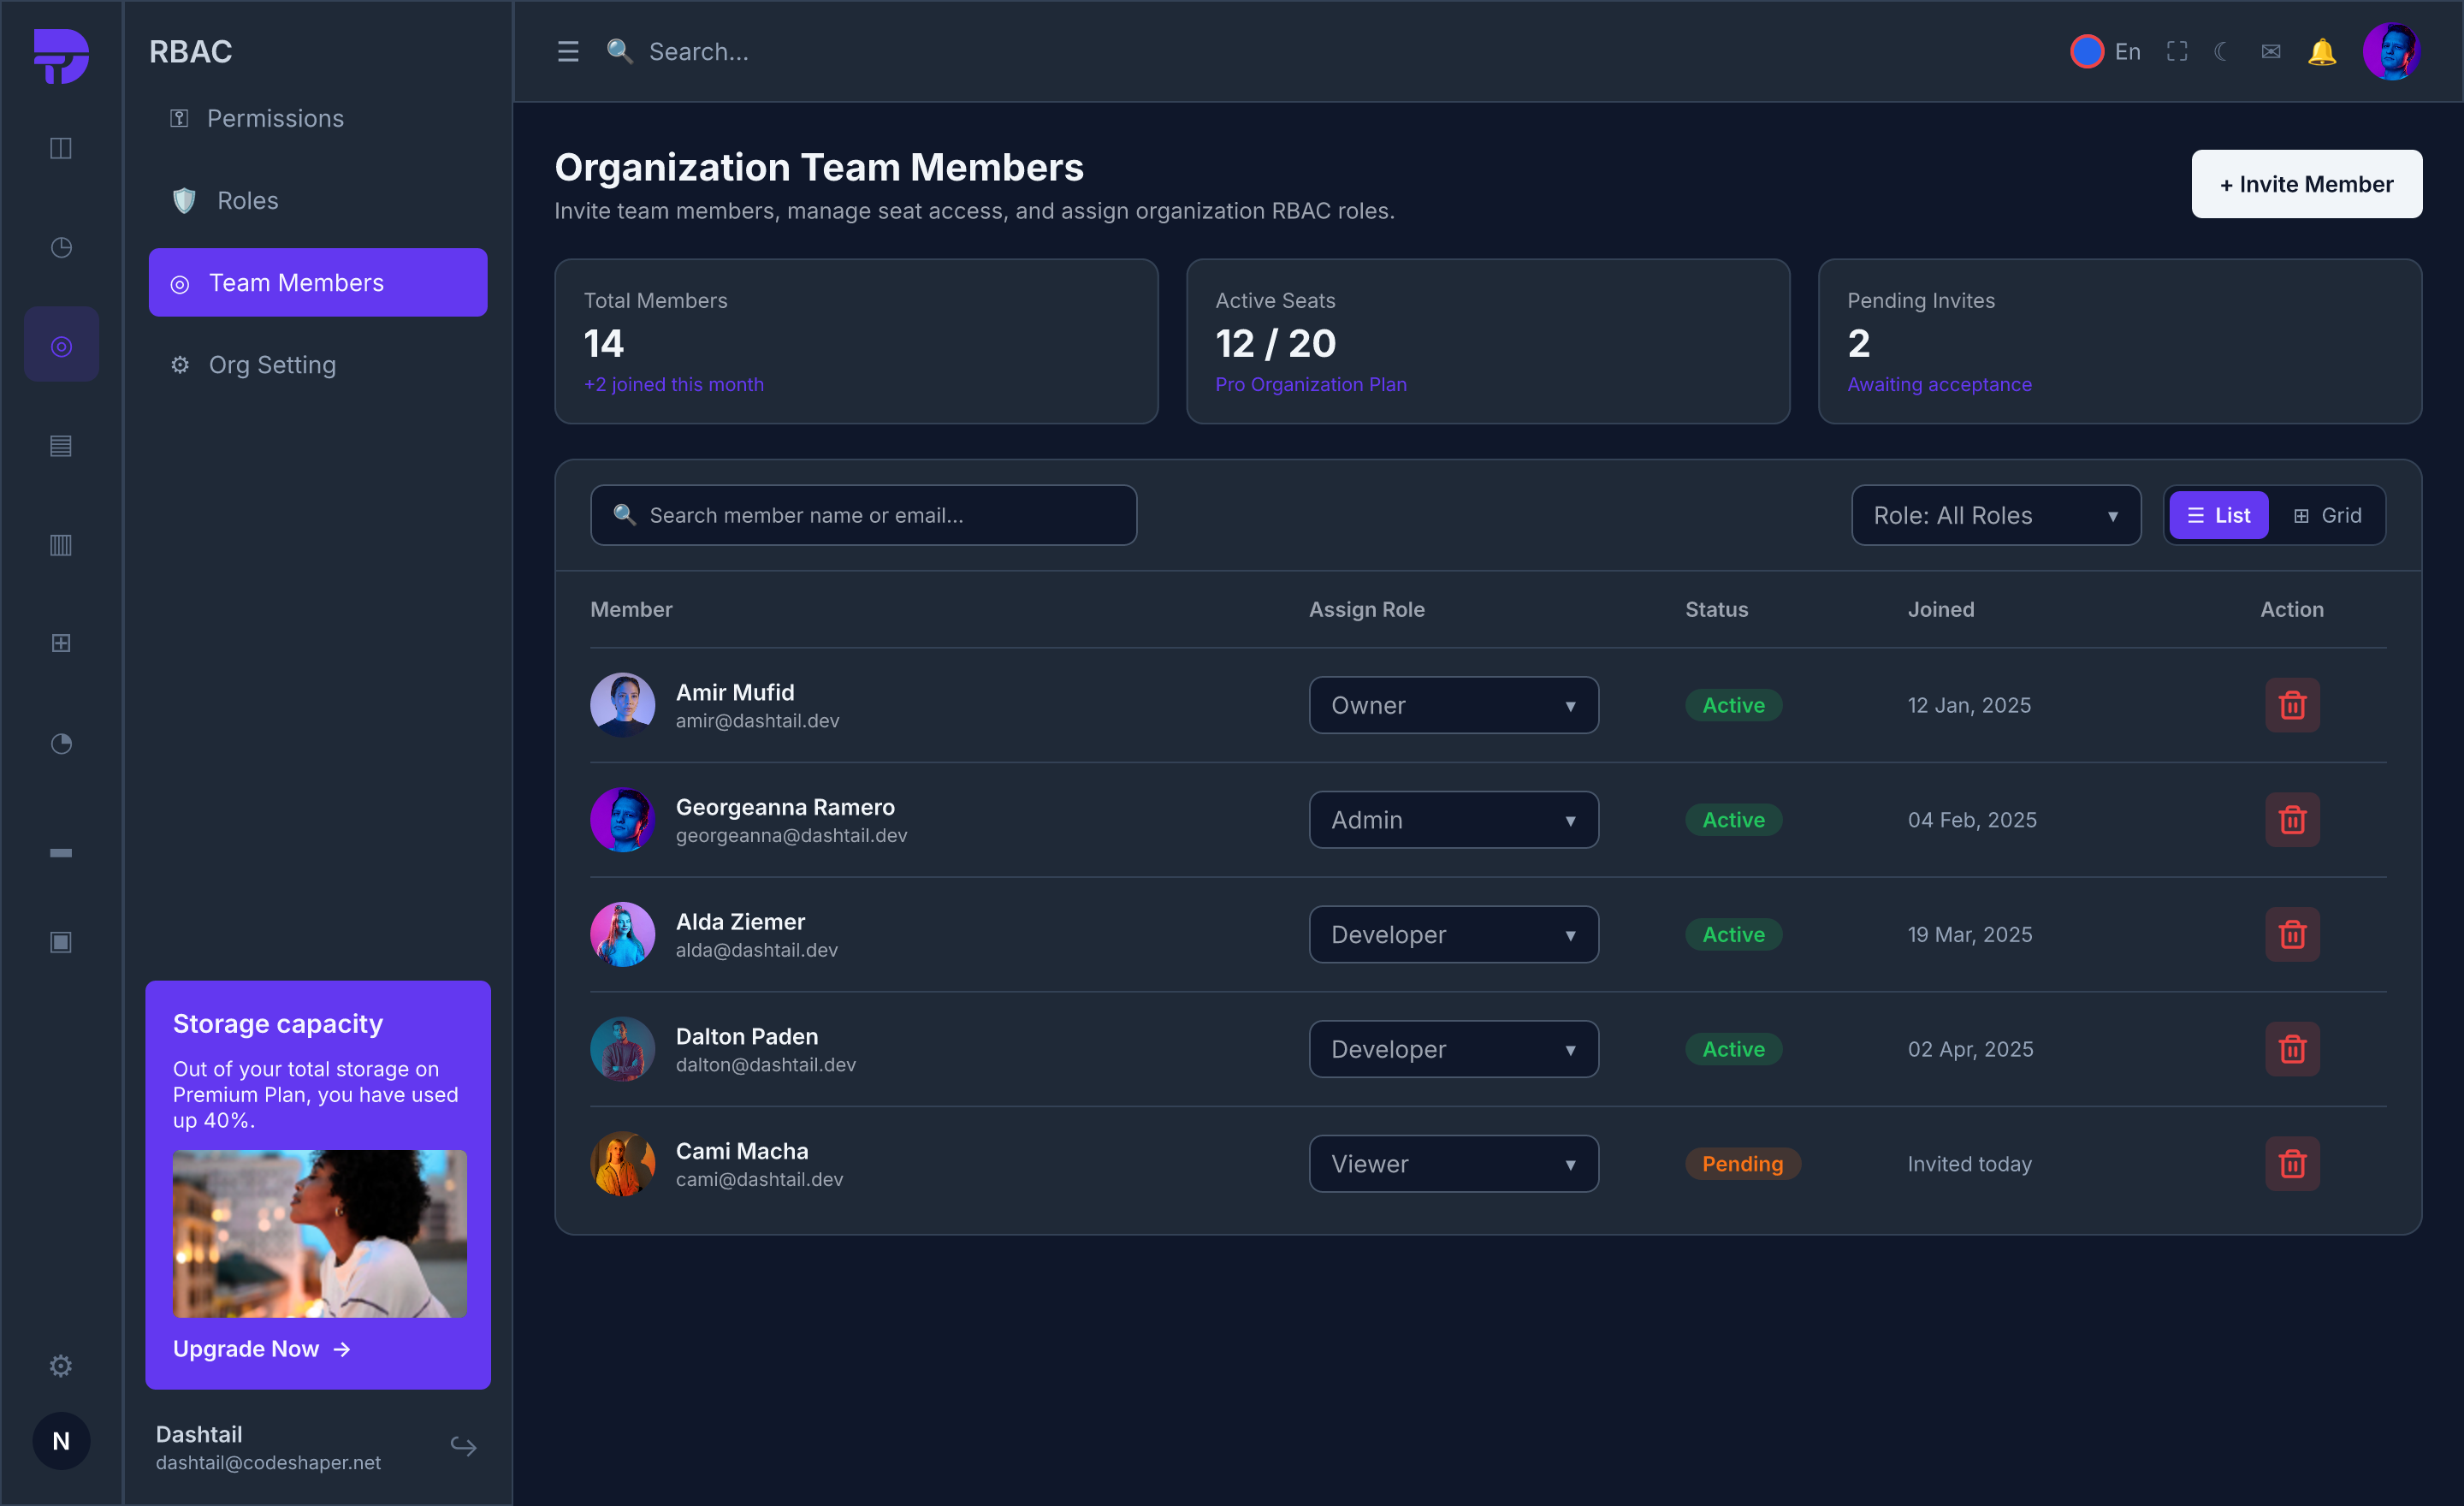 RBAC
Permissions
Roles
Team Members
Org Setting
Storage capacity
Out of your total storage on
Premium Plan, you have used
up 40%.
Upgrade Now →
N
Dashtail
dashtail@codeshaper.net
Search...
En
Organization Team Members
Invite team members, manage seat access, and assign organization RBAC roles.
+ Invite Member
Total Members
14
+2 joined this month
Active Seats
12 / 20
Pro Organization Plan
Pending Invites
2
Awaiting acceptance
Search member name or email...
Role: All Roles
List
Grid
Member Assign Role Status Joined Action
Amir Mufid
amir@dashtail.dev
Owner
Active
12 Jan, 2025
Georgeanna Ramero
georgeanna@dashtail.dev
Admin
Active
04 Feb, 2025
Alda Ziemer
alda@dashtail.dev
Developer
Active
19 Mar, 2025
Dalton Paden
dalton@dashtail.dev
Developer
Active
02 Apr, 2025
Cami Macha
cami@dashtail.dev
Viewer
Pending
Invited today